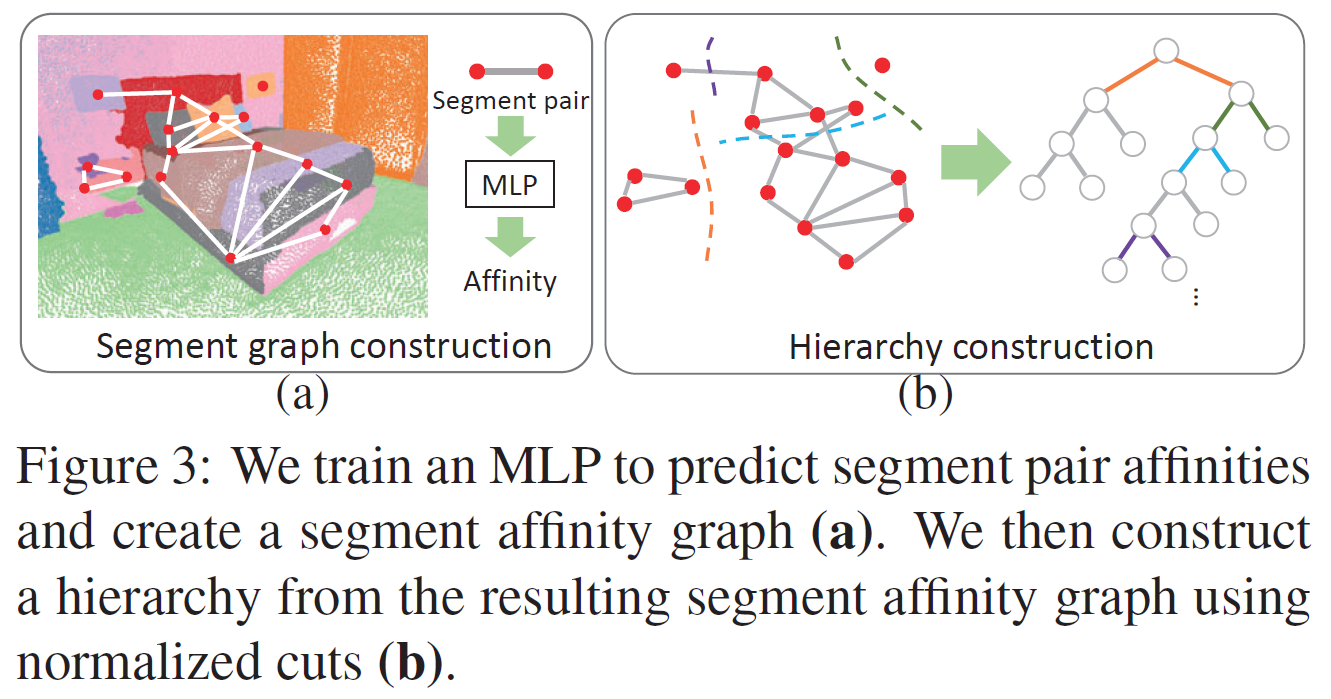 Segment pair
MLP
Affinity
Segment graph construction
(a)
...
Hierarchy construction
(b)
Figure 3: We train an MLP to predict segment pair affinities
and create a segment affinity graph (a). We then construct
a hierarchy from the resulting segment affinity graph using
normalized cuts (b).